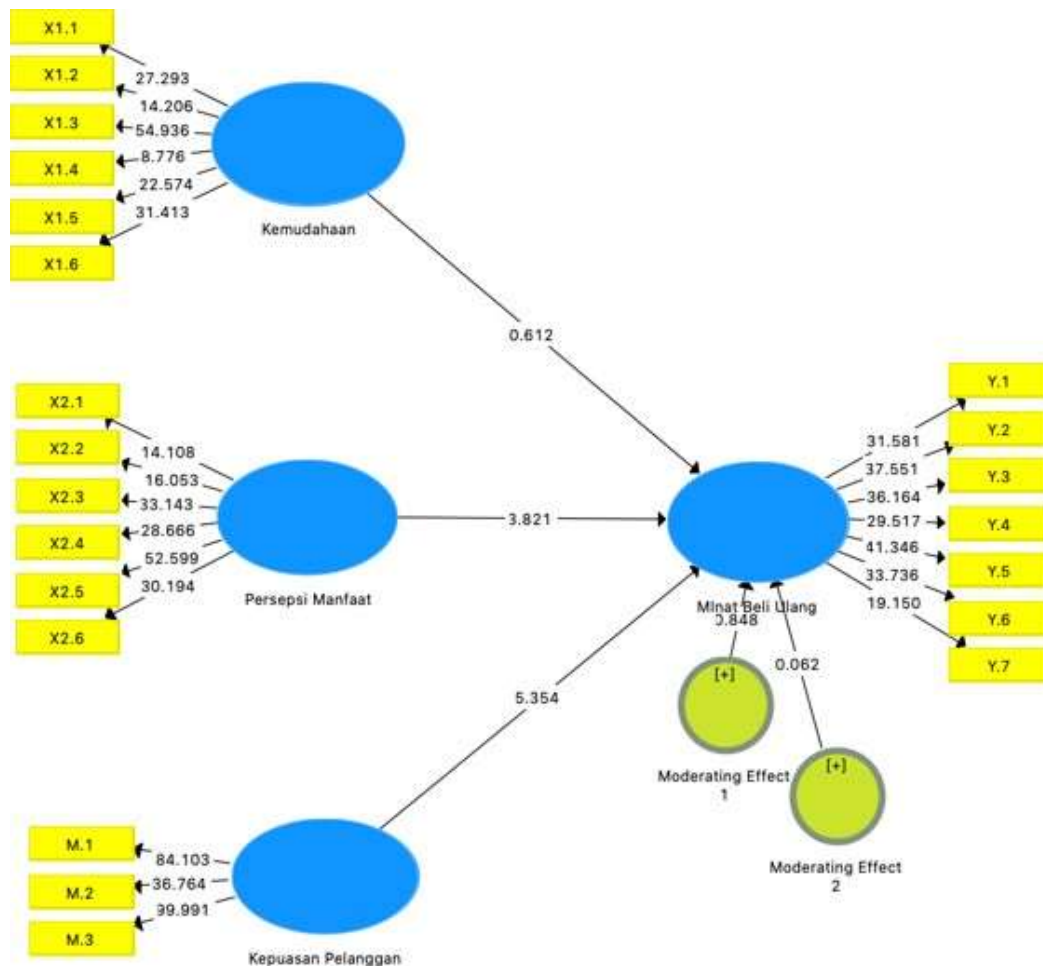 X1.1
X1.2
X1.3
X1.4
X1.5
X1.6
27.293
14.206
54.936
8.776
22.574
31.413
Kemudahaan
0.612
X2.1
X2.2
X2.3
X2.4
X2.5
X2.6
14.108
16.053
33.143
28.666
52.599
30.194
Persepsi Manfaat
3.821
MInat Beli Ulang
31.581
37.551
36.164
29.517
41.346
33.736
19.150
Y.1
Y.2
Y.3
Y.4
Y.5
Y.6
Y.7
0.848
0.062
[+]
Moderating Effect
1
[+]
Moderating Effect
2
5.354
M.1
M.2
M.3
84.103
36.764
99.991
Kepuasan Pelanggan